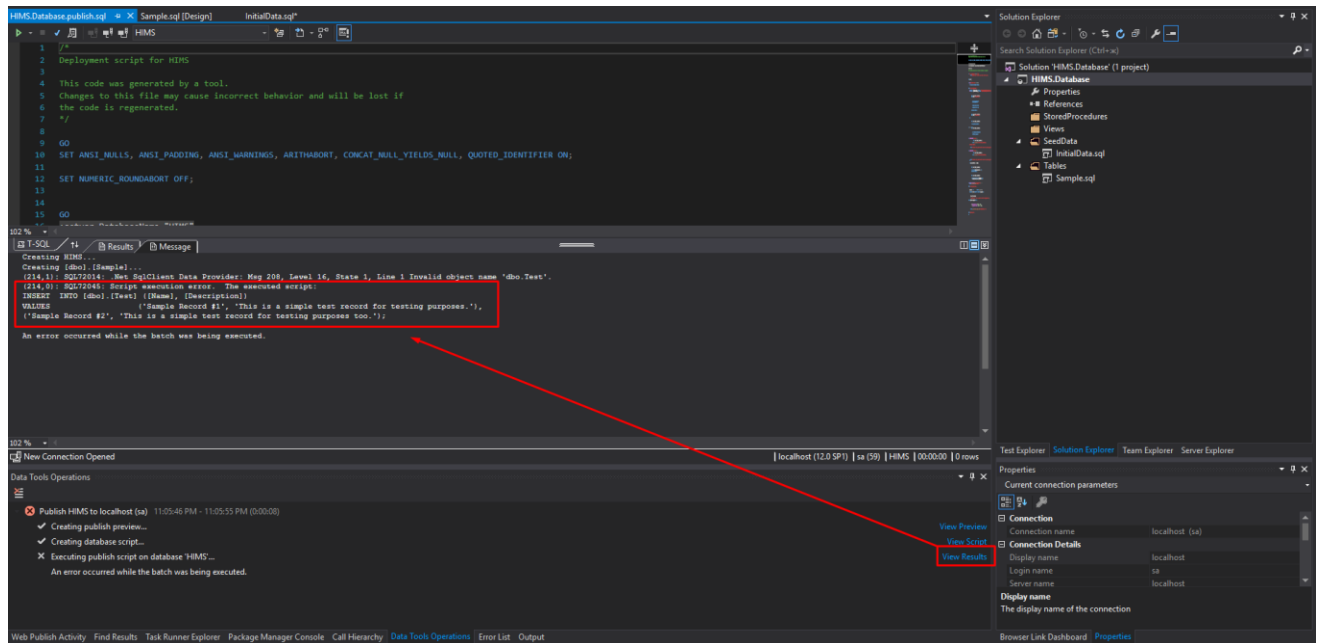 HIMS.Database.publish.sql Sample.sql [Design] InitialData.sql*
HIMS
1 /*
2 Deployment script for HIMS
3
4 This code was generated by a tool.
5 Changes to this file may cause incorrect behavior and will be lost if
6 the code is regenerated.
7 */
8
9 GO
10 SET ANSI_NULLS, ANSI_PADDING, ANSI_WARNINGS, ARITHABORT, CONCAT_NULL_YIELDS_NULL, QUOTED_IDENTIFIER ON;
11
12 SET NUMERIC_ROUNDABORT OFF;
13
14
15 GO
102 %
T-SQL Results Message
Creating HIMS...
Creating [dbo].[Sample]...
(214,1): SQL72014: .Net SqlClient Data Provider: Msg 208, Level 16, State 1, Line 1 Invalid object name 'dbo.Test'.
(214,0): SQL72045: Script execution error. The executed script:
INSERT INTO [dbo].[Test] ([Name], [Description])
VALUES ('Sample Record #1', 'This is a simple test record for testing purposes.'),
('Sample Record #2', 'This is a simple test record for testing purposes too.');
An error occurred while the batch was being executed.
102 %
New Connection Opened localhost (12.0 SP1) sa (59) HIMS 00:00:00 0 rows
Data Tools Operations
Publish HIMS to localhost (sa) 11:05:46 PM - 11:05:55 PM (0:00:08)
Creating publish preview... View Preview
Creating database script... View Script
Executing publish script on database 'HIMS'... View Results
An error occurred while the batch was being executed.
Web Publish Activity Find Results Task Runner Explorer Package Manager Console Call Hierarchy Data Tools Operations Error List Output
Solution Explorer
Search Solution Explorer (Ctrl+ж)
Solution 'HIMS.Database' (1 project)
HIMS.Database
Properties
References
StoredProcedures
Views
SeedData
InitialData.sql
Tables
Sample.sql
Test Explorer Solution Explorer Team Explorer Server Explorer
Properties
Current connection parameters
Connection
Connection name localhost (sa)
Connection Details
Display name localhost
Login name sa
Server name localhost
Display name
The display name of the connection
Browser Link Dashboard Properties